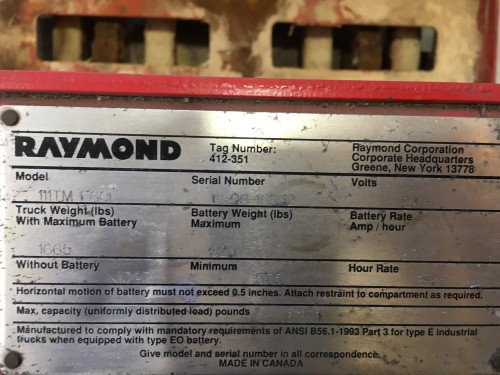 RAYMOND
Tag Number:
412-351
Raymond Corporation
Corporate Headquarters
Greene, New York 13778
Model Serial Number Volts
111TM
Truck Weight (lbs)
With Maximum Battery
Battery Weight (lbs)
Maximum
Battery Rate
Amp / hour
1665
Without Battery Minimum Hour Rate
Horizontal motion of battery must not exceed 0.5 inches. Attach restraint to compartment as required.
Max. capacity (uniformly distributed load) pounds
Manufactured to comply with mandatory requirements of ANSI B56.1-1993 Part 3 for type E industrial
trucks when equipped with type EO battery.
Give model and serial number in all correspondence.
MADE IN CANADA